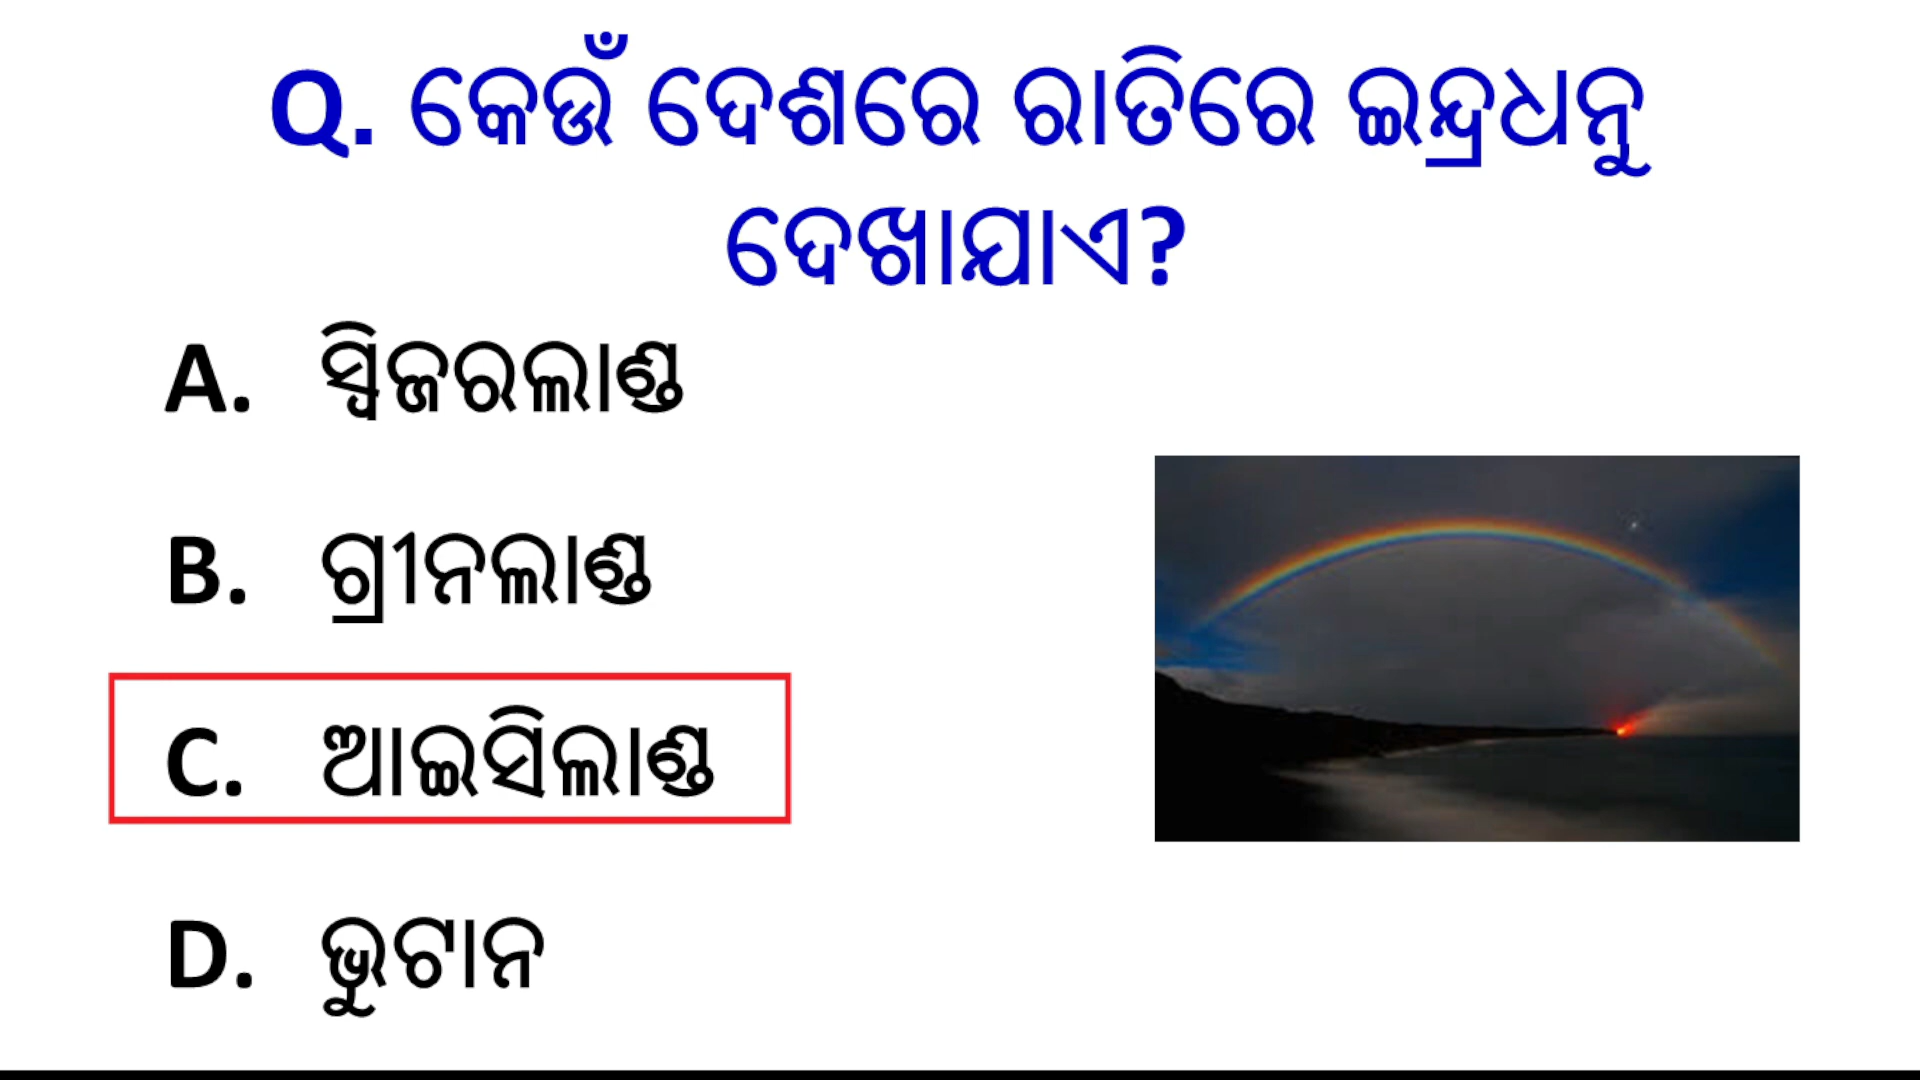 Q. କେଉଁ ଦେଶରେ ରାତିରେ ଇନ୍ଦ୍ରଧନୁ
ଦେଖାଯାଏ?
A. ସ୍ୱିଜରଲାଣ୍ଡ
B. ଗ୍ରୀନଲାଣ୍ଡ
C. ଆଇସିଲାଣ୍ଡ
D. ଭୁଟାନ